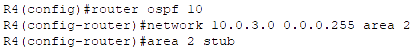 R4(config)#router ospf 10
R4(config-router)#network 10.0.3.0 0.0.0.255 area 2
R4(config-router)#area 2 stub